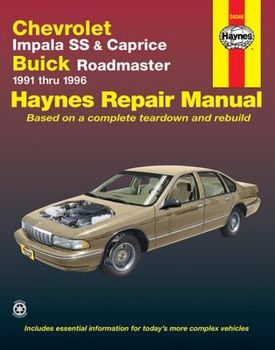 Chevrolet
Impala SS & Caprice
Buick Roadmaster
1991 thru 1996
Haynes Repair Manual
Based on a complete teardown and rebuild
Haynes
Includes essential information for today's more complex vehicles